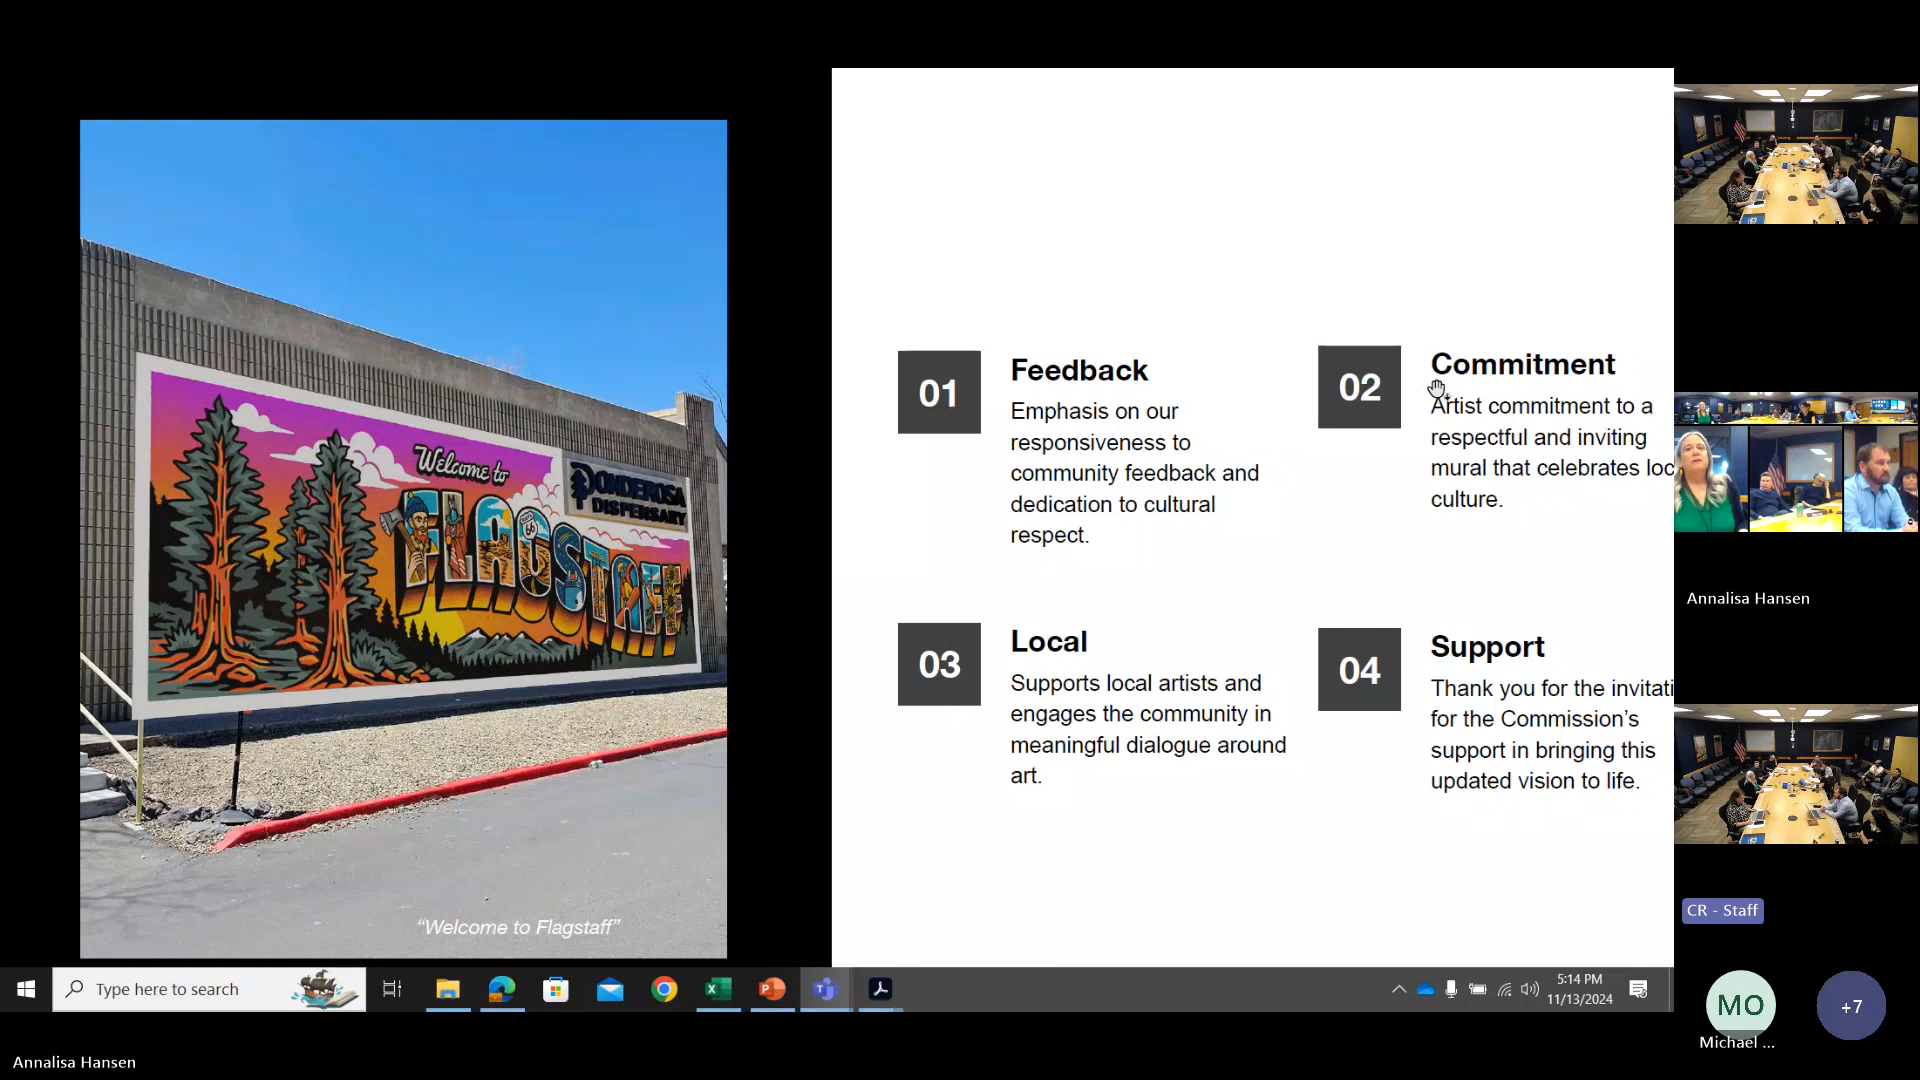 Welcome to
FLAGSTAFF
ROUTE
66
PONDEROSA
DISPENSARY
“Welcome to Flagstaff”
01
Feedback
Emphasis on our
responsiveness to
community feedback and
dedication to cultural
respect.
02
Commitment
Artist commitment to a
respectful and inviting
mural that celebrates loc
culture.
03
Local
Supports local artists and
engages the community in
meaningful dialogue around
art.
04
Support
Thank you for the invitati
for the Commission’s
support in bringing this
updated vision to life.
Annalisa Hansen
CR - Staff
MO
Michael ...
+7
Type here to search
5:14 PM
11/13/2024
Annalisa Hansen